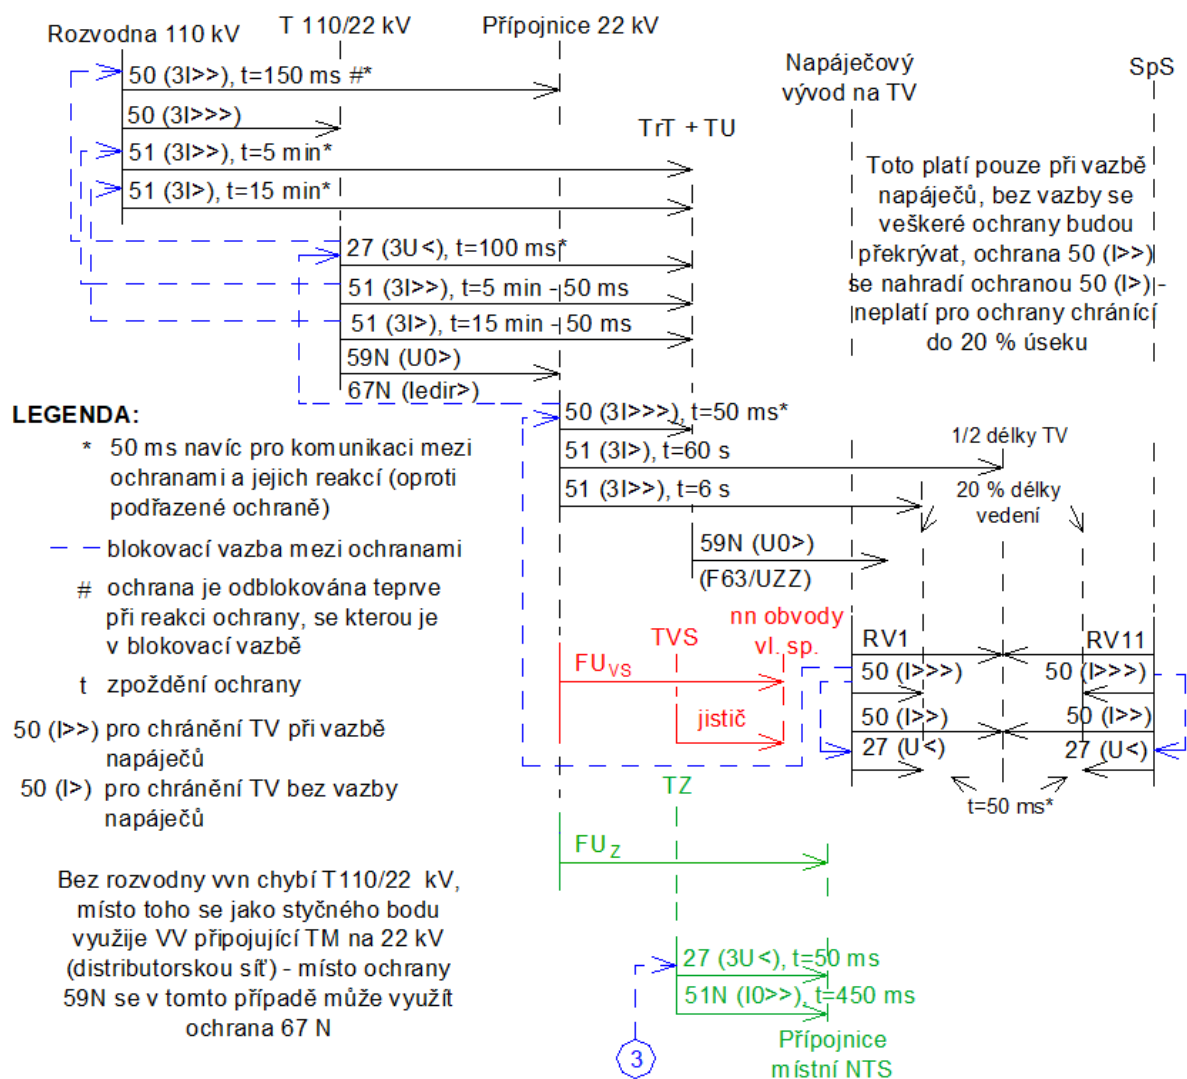 Rozvodna 110 kV
T 110/22 kV
Přípojnice 22 kV
Napáječový
vývod na TV
SpS
50 (3I>>), t=150 ms #*
50 (3I>>>)
TrT + TU
51 (3I>>), t=5 min*
51 (3I>), t=15 min*
Toto platí pouze při vazbě
napáječů, bez vazby se
veškeré ochrany budou
překrývat, ochrana 50 (I>>)
se nahradí ochranou 50 (I>) -
neplatí pro ochrany chránící
do 20 % úseku
27 (3U<), t=100 ms*
51 (3I>>), t=5 min - 50 ms
51 (3I>), t=15 min - 50 ms
59N (U0>)
67N (Iedir>)
50 (3I>>>), t=50 ms*
51 (3I>), t=60 s
51 (3I>>), t=6 s
1/2 délky TV
20 % délky
vedení
59N (U0>)
(F63/UZZ)
LEGENDA:
* 50 ms navíc pro komunikaci mezi
ochranami a jejich reakcí (oproti
podřazené ochraně)
blokovací vazba mezi ochranami
# ochrana je odblokována teprve
při reakci ochrany, se kterou je
v blokovací vazbě
t zpoždění ochrany
50 (I>>) pro chránění TV při vazbě
napáječů
50 (I>) pro chránění TV bez vazby
napáječů
TVS
nn obvody
vl. sp.
FUVS
jistič
RV1
RV11
50 (I>>>)
50 (I>>>)
50 (I>>)
50 (I>>)
27 (U<)
27 (U<)
t=50 ms*
TZ
FUZ
27 (3U<), t=50 ms
51N (I0>>), t=450 ms
3
Přípojnice
místní NTS
Bez rozvodny vvn chybí T110/22 kV,
místo toho se jako styčného bodu
využije VV připojující TM na 22 kV
(distributorskou síť) - místo ochrany
59N se v tomto případě může využít
ochrana 67 N